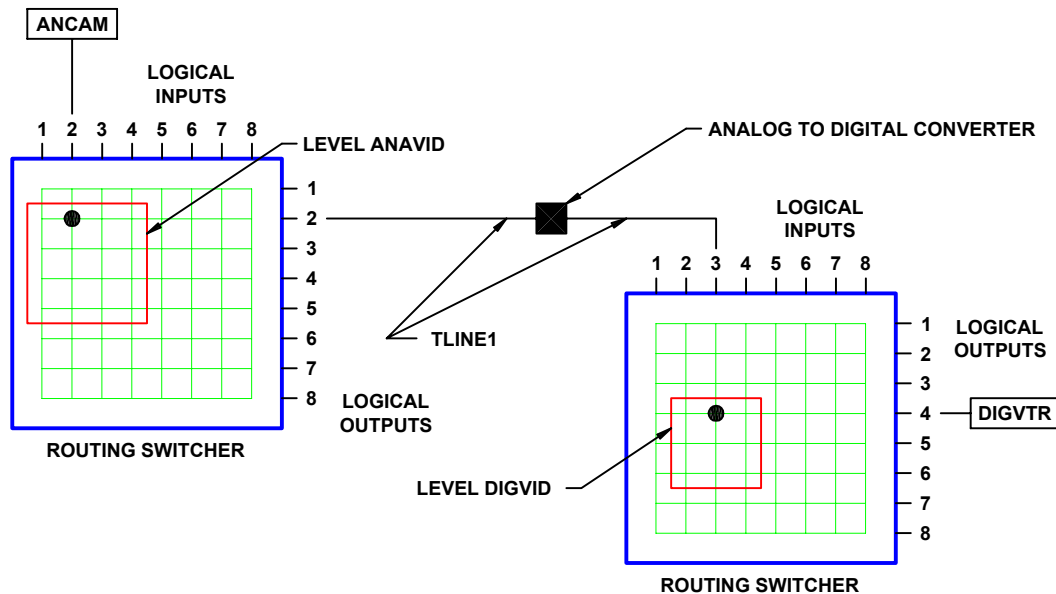 ANCAM
LOGICAL
INPUTS
1 2 3 4 5 6 7 8
LEVEL ANAVID
1
2
3
4
5
6
7
8
LOGICAL
OUTPUTS
ROUTING SWITCHER
ANALOG TO DIGITAL CONVERTER
TLINE1
LOGICAL
INPUTS
1 2 3 4 5 6 7 8
1
2
3
4
5
6
7
8
LOGICAL
OUTPUTS
DIGVTR
LEVEL DIGVID
ROUTING SWITCHER